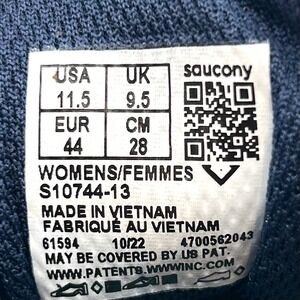 USA UK saucony
11.5 9.5
EUR CM
44 28
WOMENS/FEMMES
S10744-13
MADE IN VIETNAM
FABRIQUÉ AU VIETNAM
61594 10/22 4700562043
MAY BE COVERED BY US PAT.
WWW.PATENTS.WWWINC.COM